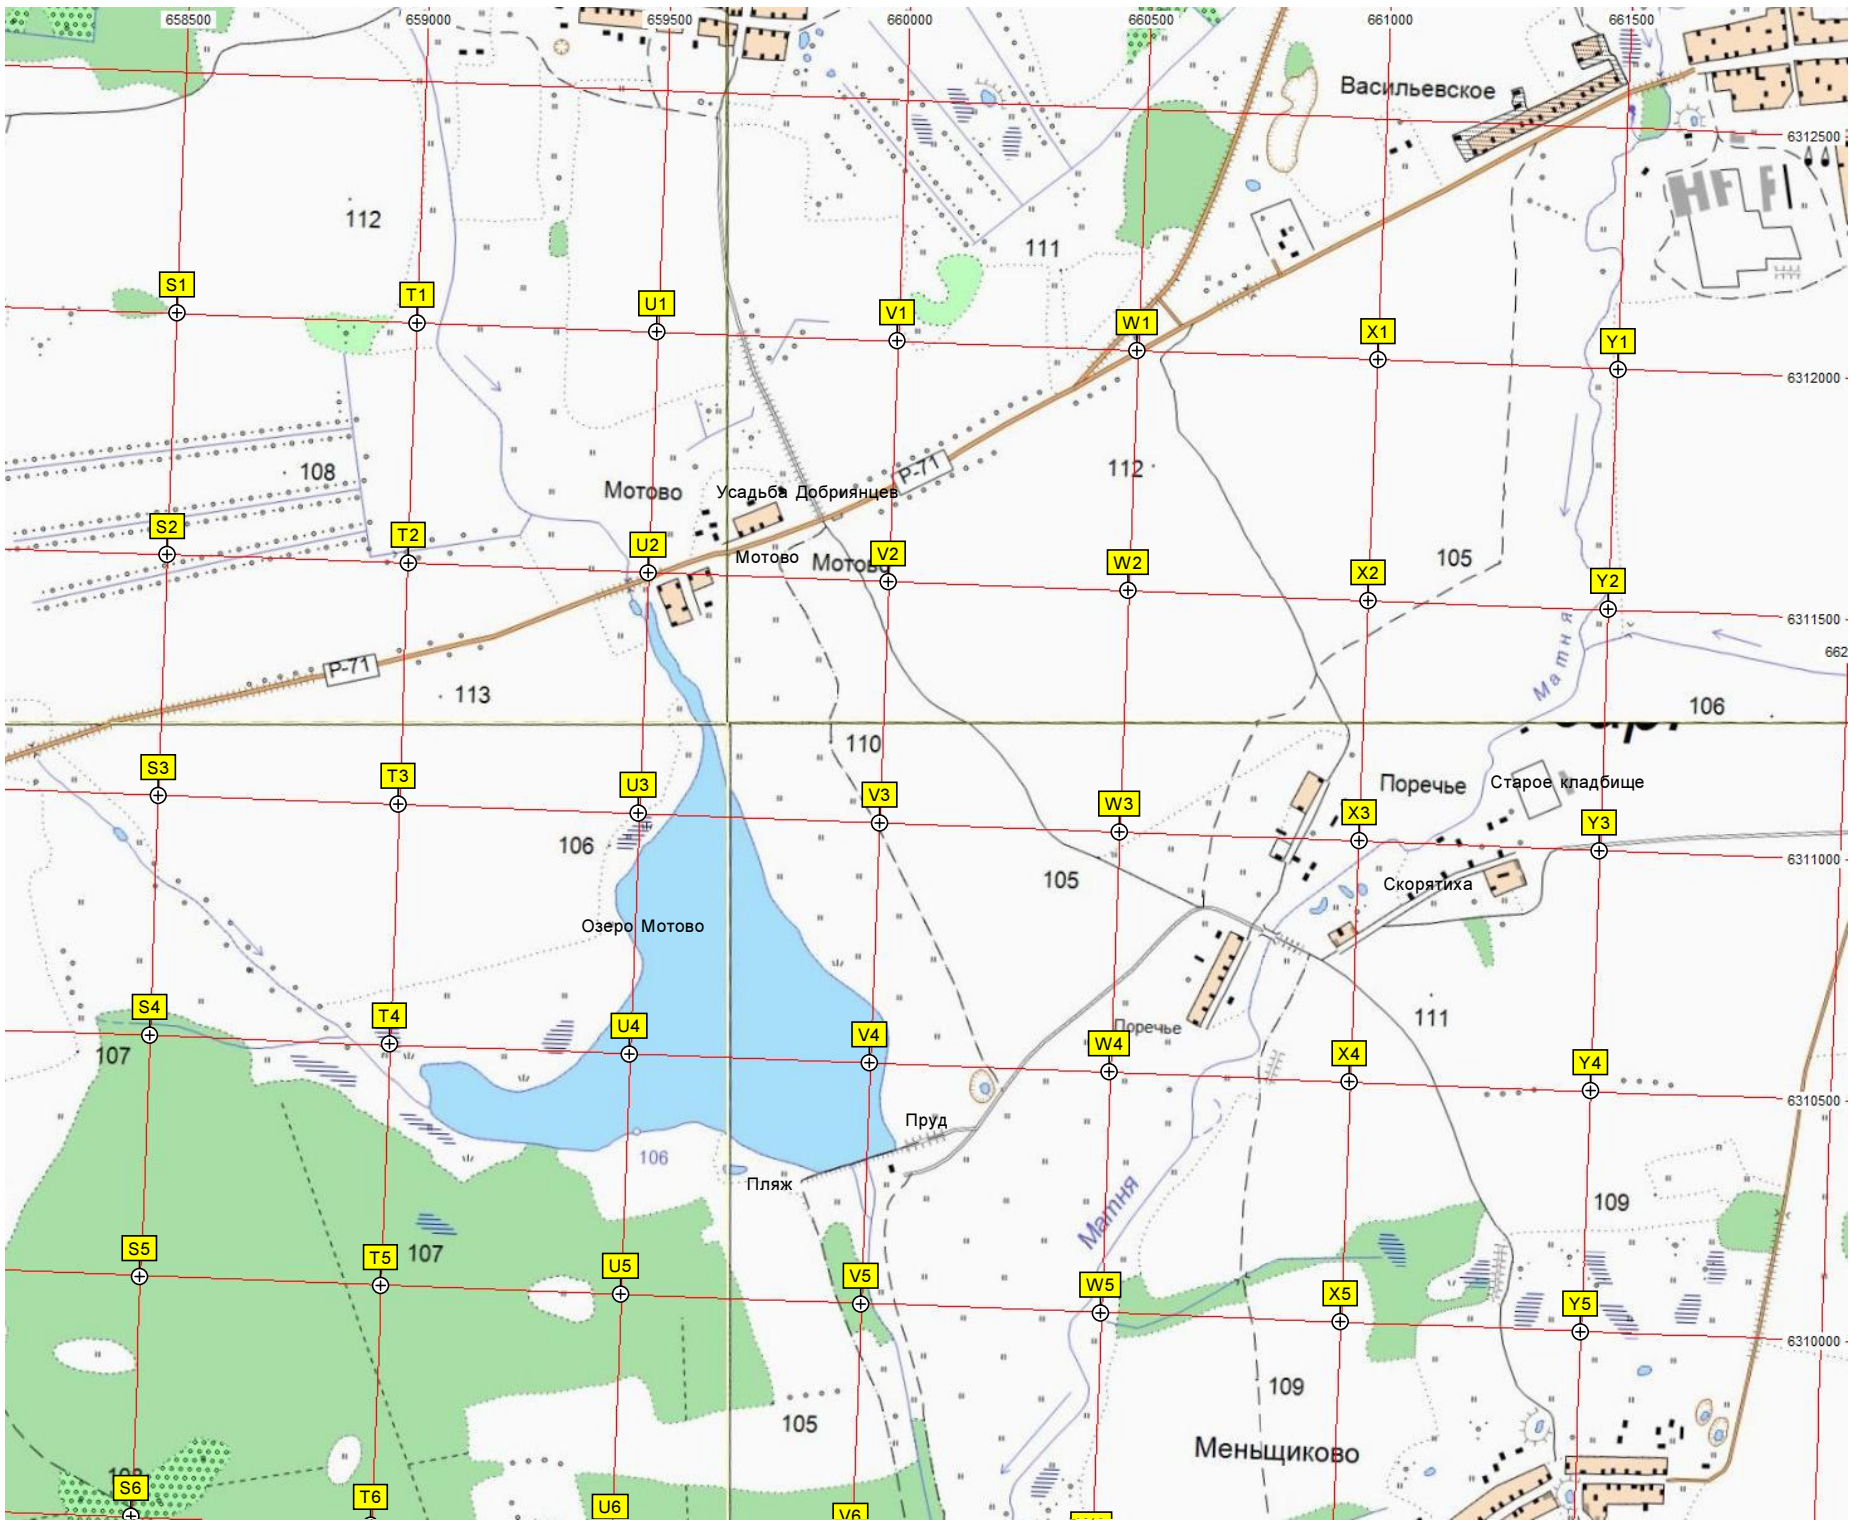 658500 659000 659500 660000 660500 661000 661500
Васильевское
6312500
112
111
S1 T1 U1 V1 W1 X1 Y1
6312000
108
Р-71
112
Мотово
Усадьба Добриянцев
S2 T2 U2 V2 W2 X2 Y2
Мотово
Мотово
105
6311500
Матня
662
Р-71
113
106
110
S3 T3 U3 V3 W3 X3 Y3
Поречье
Старое кладбище
106
105
6311000
Скорятиха
Озеро Мотово
S4 T4 U4 V4 W4 X4 Y4
Поречье
111
107
6310500
Пруд
106
Пляж
Матня
109
107
S5 T5 U5 V5 W5 X5 Y5
6310000
109
105
Меньщиково
S6 T6 U6 V6